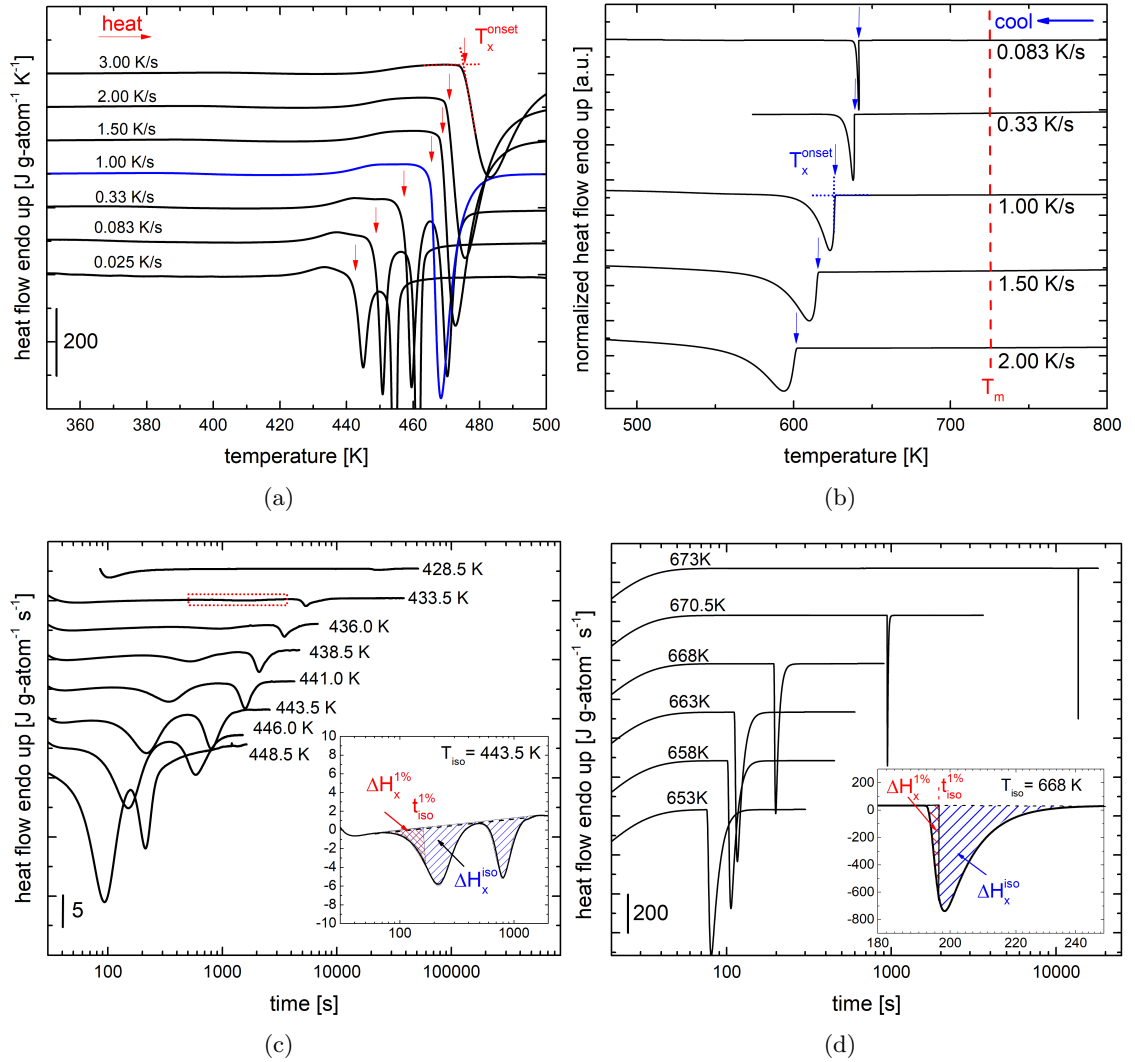 heat
T_x^onset
3.00 K/s
2.00 K/s
1.50 K/s
1.00 K/s
0.33 K/s
0.083 K/s
0.025 K/s
200
heat flow endo up [J g-atom⁻¹ K⁻¹]
360 380 400 420 440 460 480 500
temperature [K]
(a)
cool
0.083 K/s
0.33 K/s
T_x^onset
1.00 K/s
1.50 K/s
2.00 K/s
T_m
normalized heat flow endo up [a.u.]
500 600 700 800
temperature [K]
(b)
428.5 K
433.5 K
436.0 K
438.5 K
441.0 K
443.5 K
446.0 K
448.5 K
5
heat flow endo up [J g-atom⁻¹ s⁻¹]
100 1000 10000 100000
time [s]
T_iso = 443.5 K
ΔH_x^1%
t_iso^1%
ΔH_x^iso
10
8
6
4
2
0
-2
-4
-6
-8
-10
100 1000
(c)
673K
670.5K
668K
663K
658K
653K
200
heat flow endo up [J g-atom⁻¹ s⁻¹]
100 1000 10000
time [s]
ΔH_x^1% t_iso^1% T_iso = 668 K
ΔH_x^iso
200
0
-200
-400
-600
-800
180 200 220 240
(d)